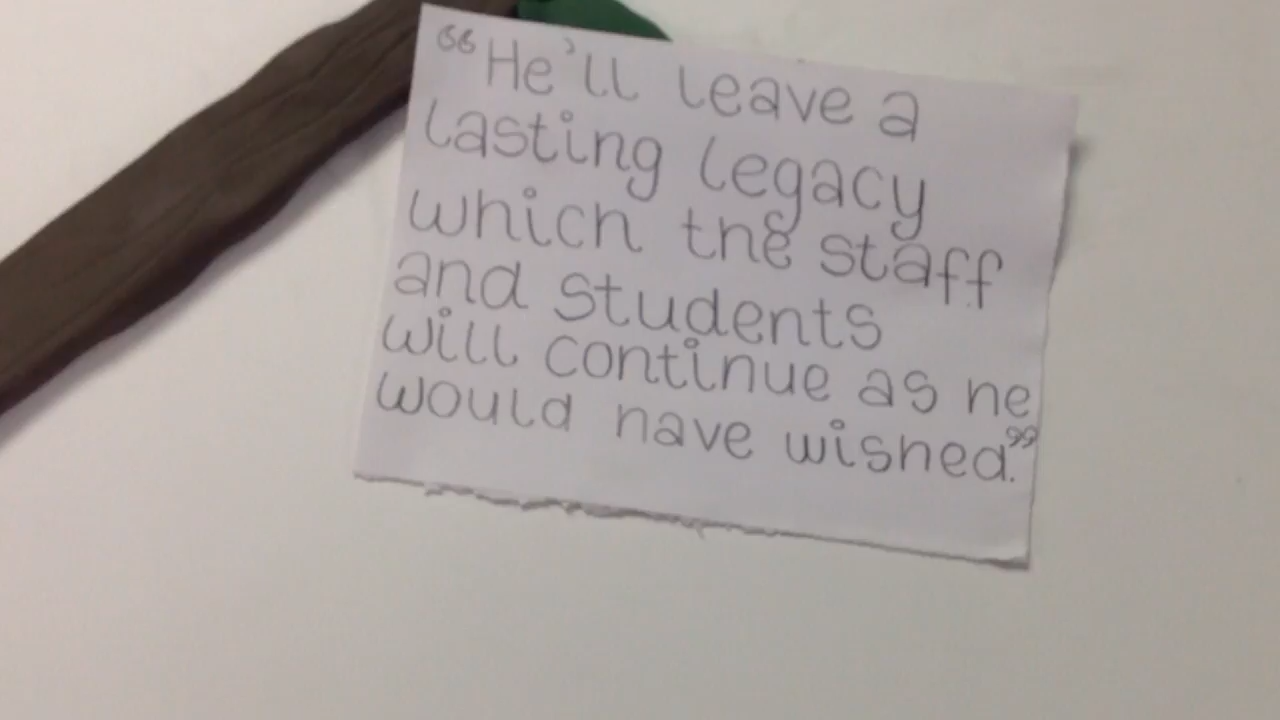 “He'll leave a
lasting legacy
which the staff
and students
will continue as he
would have wished.”